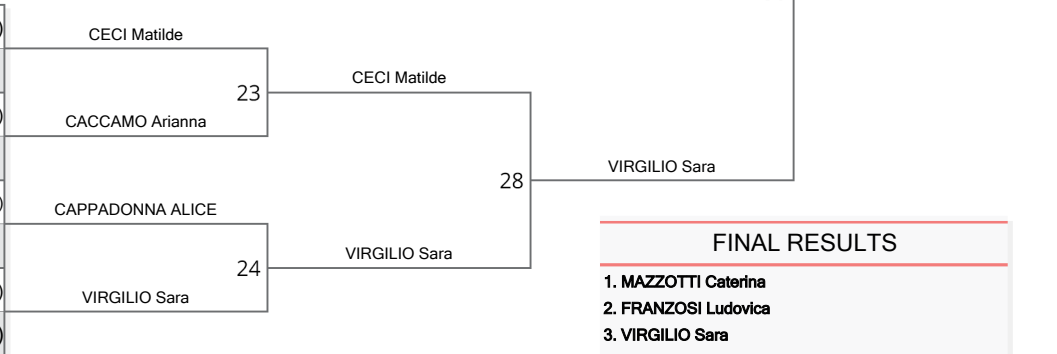 CECI Matilde
CECI Matilde
23
CACCAMO Arianna
VIRGILIO Sara
28
CAPPADONNA ALICE
VIRGILIO Sara
24
VIRGILIO Sara
FINAL RESULTS
1. MAZZOTTI Caterina
2. FRANZOSI Ludovica
3. VIRGILIO Sara